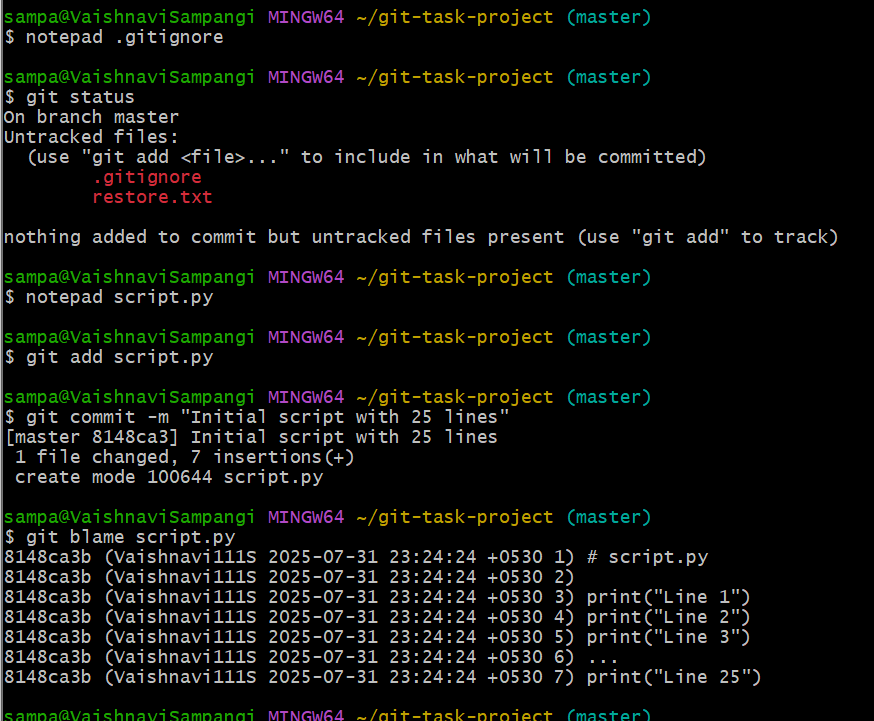 sampa@VaishnaviSampangi MINGW64 ~/git-task-project (master)
$ notepad .gitignore
sampa@VaishnaviSampangi MINGW64 ~/git-task-project (master)
$ git status
On branch master
Untracked files:
  (use "git add <file>..." to include in what will be committed)
        .gitignore
        restore.txt
nothing added to commit but untracked files present (use "git add" to track)
sampa@VaishnaviSampangi MINGW64 ~/git-task-project (master)
$ notepad script.py
sampa@VaishnaviSampangi MINGW64 ~/git-task-project (master)
$ git add script.py
sampa@VaishnaviSampangi MINGW64 ~/git-task-project (master)
$ git commit -m "Initial script with 25 lines"
[master 8148ca3] Initial script with 25 lines
 1 file changed, 7 insertions(+)
 create mode 100644 script.py
sampa@VaishnaviSampangi MINGW64 ~/git-task-project (master)
$ git blame script.py
8148ca3b (Vaishnavi111S 2025-07-31 23:24:24 +0530 1) # script.py
8148ca3b (Vaishnavi111S 2025-07-31 23:24:24 +0530 2)
8148ca3b (Vaishnavi111S 2025-07-31 23:24:24 +0530 3) print("Line 1")
8148ca3b (Vaishnavi111S 2025-07-31 23:24:24 +0530 4) print("Line 2")
8148ca3b (Vaishnavi111S 2025-07-31 23:24:24 +0530 5) print("Line 3")
8148ca3b (Vaishnavi111S 2025-07-31 23:24:24 +0530 6) ...
8148ca3b (Vaishnavi111S 2025-07-31 23:24:24 +0530 7) print("Line 25")
sampa@VaishnaviSampangi MINGW64 ~/git-task-project (master)